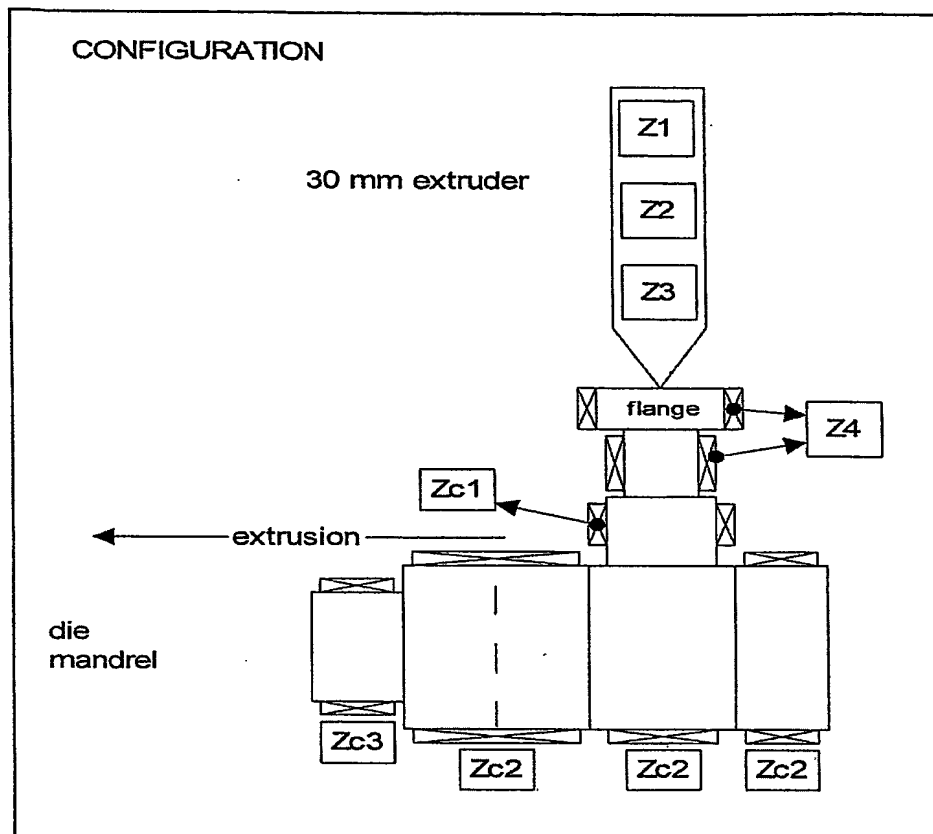 CONFIGURATION
Z1
30 mm extruder
Z2
Z3
flange
Z4
Zc1
extrusion
die
mandrel
Zc3
Zc2
Zc2
Zc2